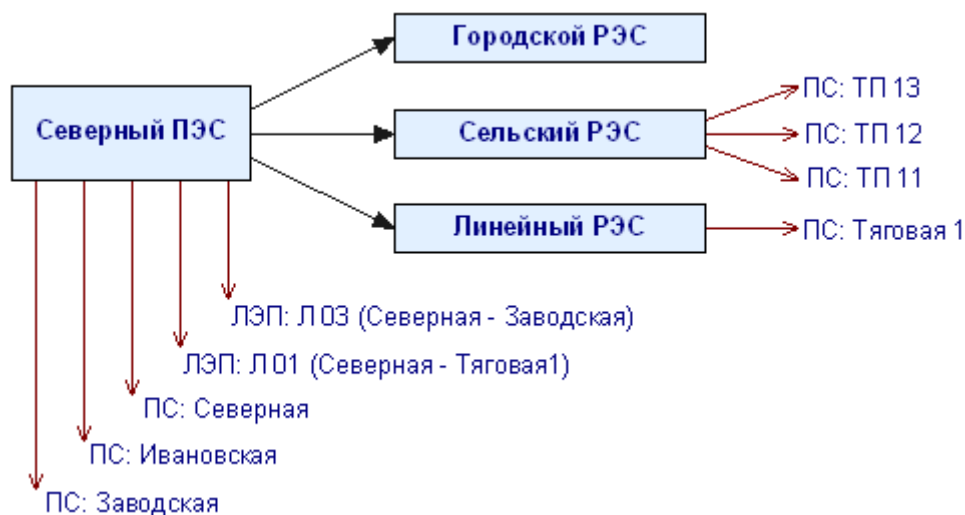 Городской РЭС
ПС: ТП 13
Северный ПЭС
Сельский РЭС
ПС: ТП 12
ПС: ТП 11
Линейный РЭС
ПС: Тяговая 1
ЛЭП: Л 03 (Северная - Заводская)
ЛЭП: Л 01 (Северная - Тяговая1)
ПС: Северная
ПС: Ивановская
ПС: Заводская